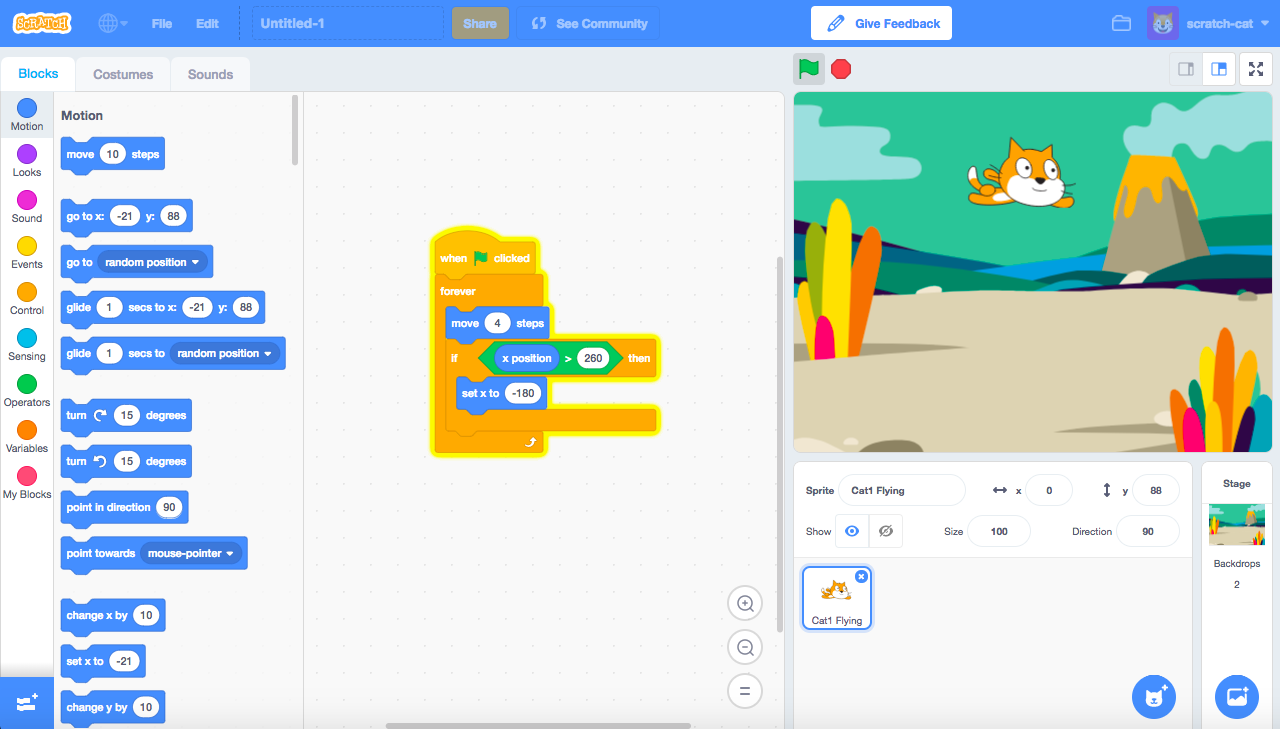 SCRATCH File Edit Untitled-1 Share See Community Give Feedback scratch-cat
Blocks Costumes Sounds
Motion
Looks
Sound
Events
Control
Sensing
Operators
Variables
My Blocks
Motion
move 10 steps
go to x: -21 y: 88
go to random position
glide 1 secs to x: -21 y: 88
glide 1 secs to random position
turn 15 degrees
turn 15 degrees
point in direction 90
point towards mouse-pointer
change x by 10
set x to -21
change y by 10
when clicked
forever
move 4 steps
if x position > 260 then
set x to -180
Sprite Cat1 Flying x 0 y 88
Show Size 100 Direction 90
Cat1 Flying
Stage
Backdrops
2